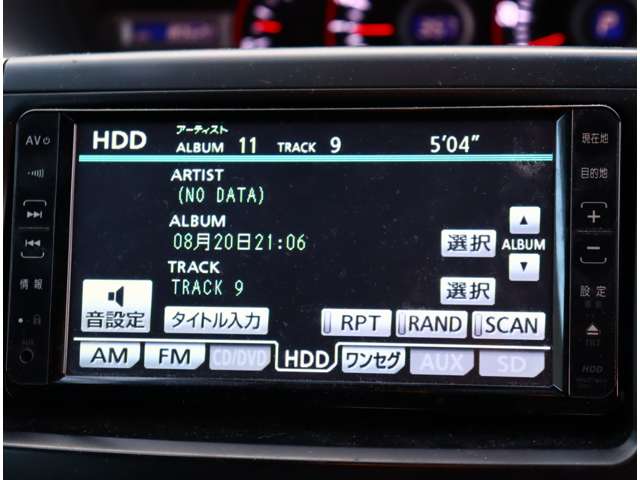 AV
HDD
アーティスト
ALBUM 11 TRACK 9 5'04"
現在地
ARTIST
(NO DATA)
目的地
ALBUM
08月20日21:06
選択
ALBUM
TRACK
TRACK 9
選択
情報
設定
音設定
タイトル入力
RPT
RAND
SCAN
AM
FM
CD/DVD
HDD
ワンセグ
AUX
SD
TILT
HDD